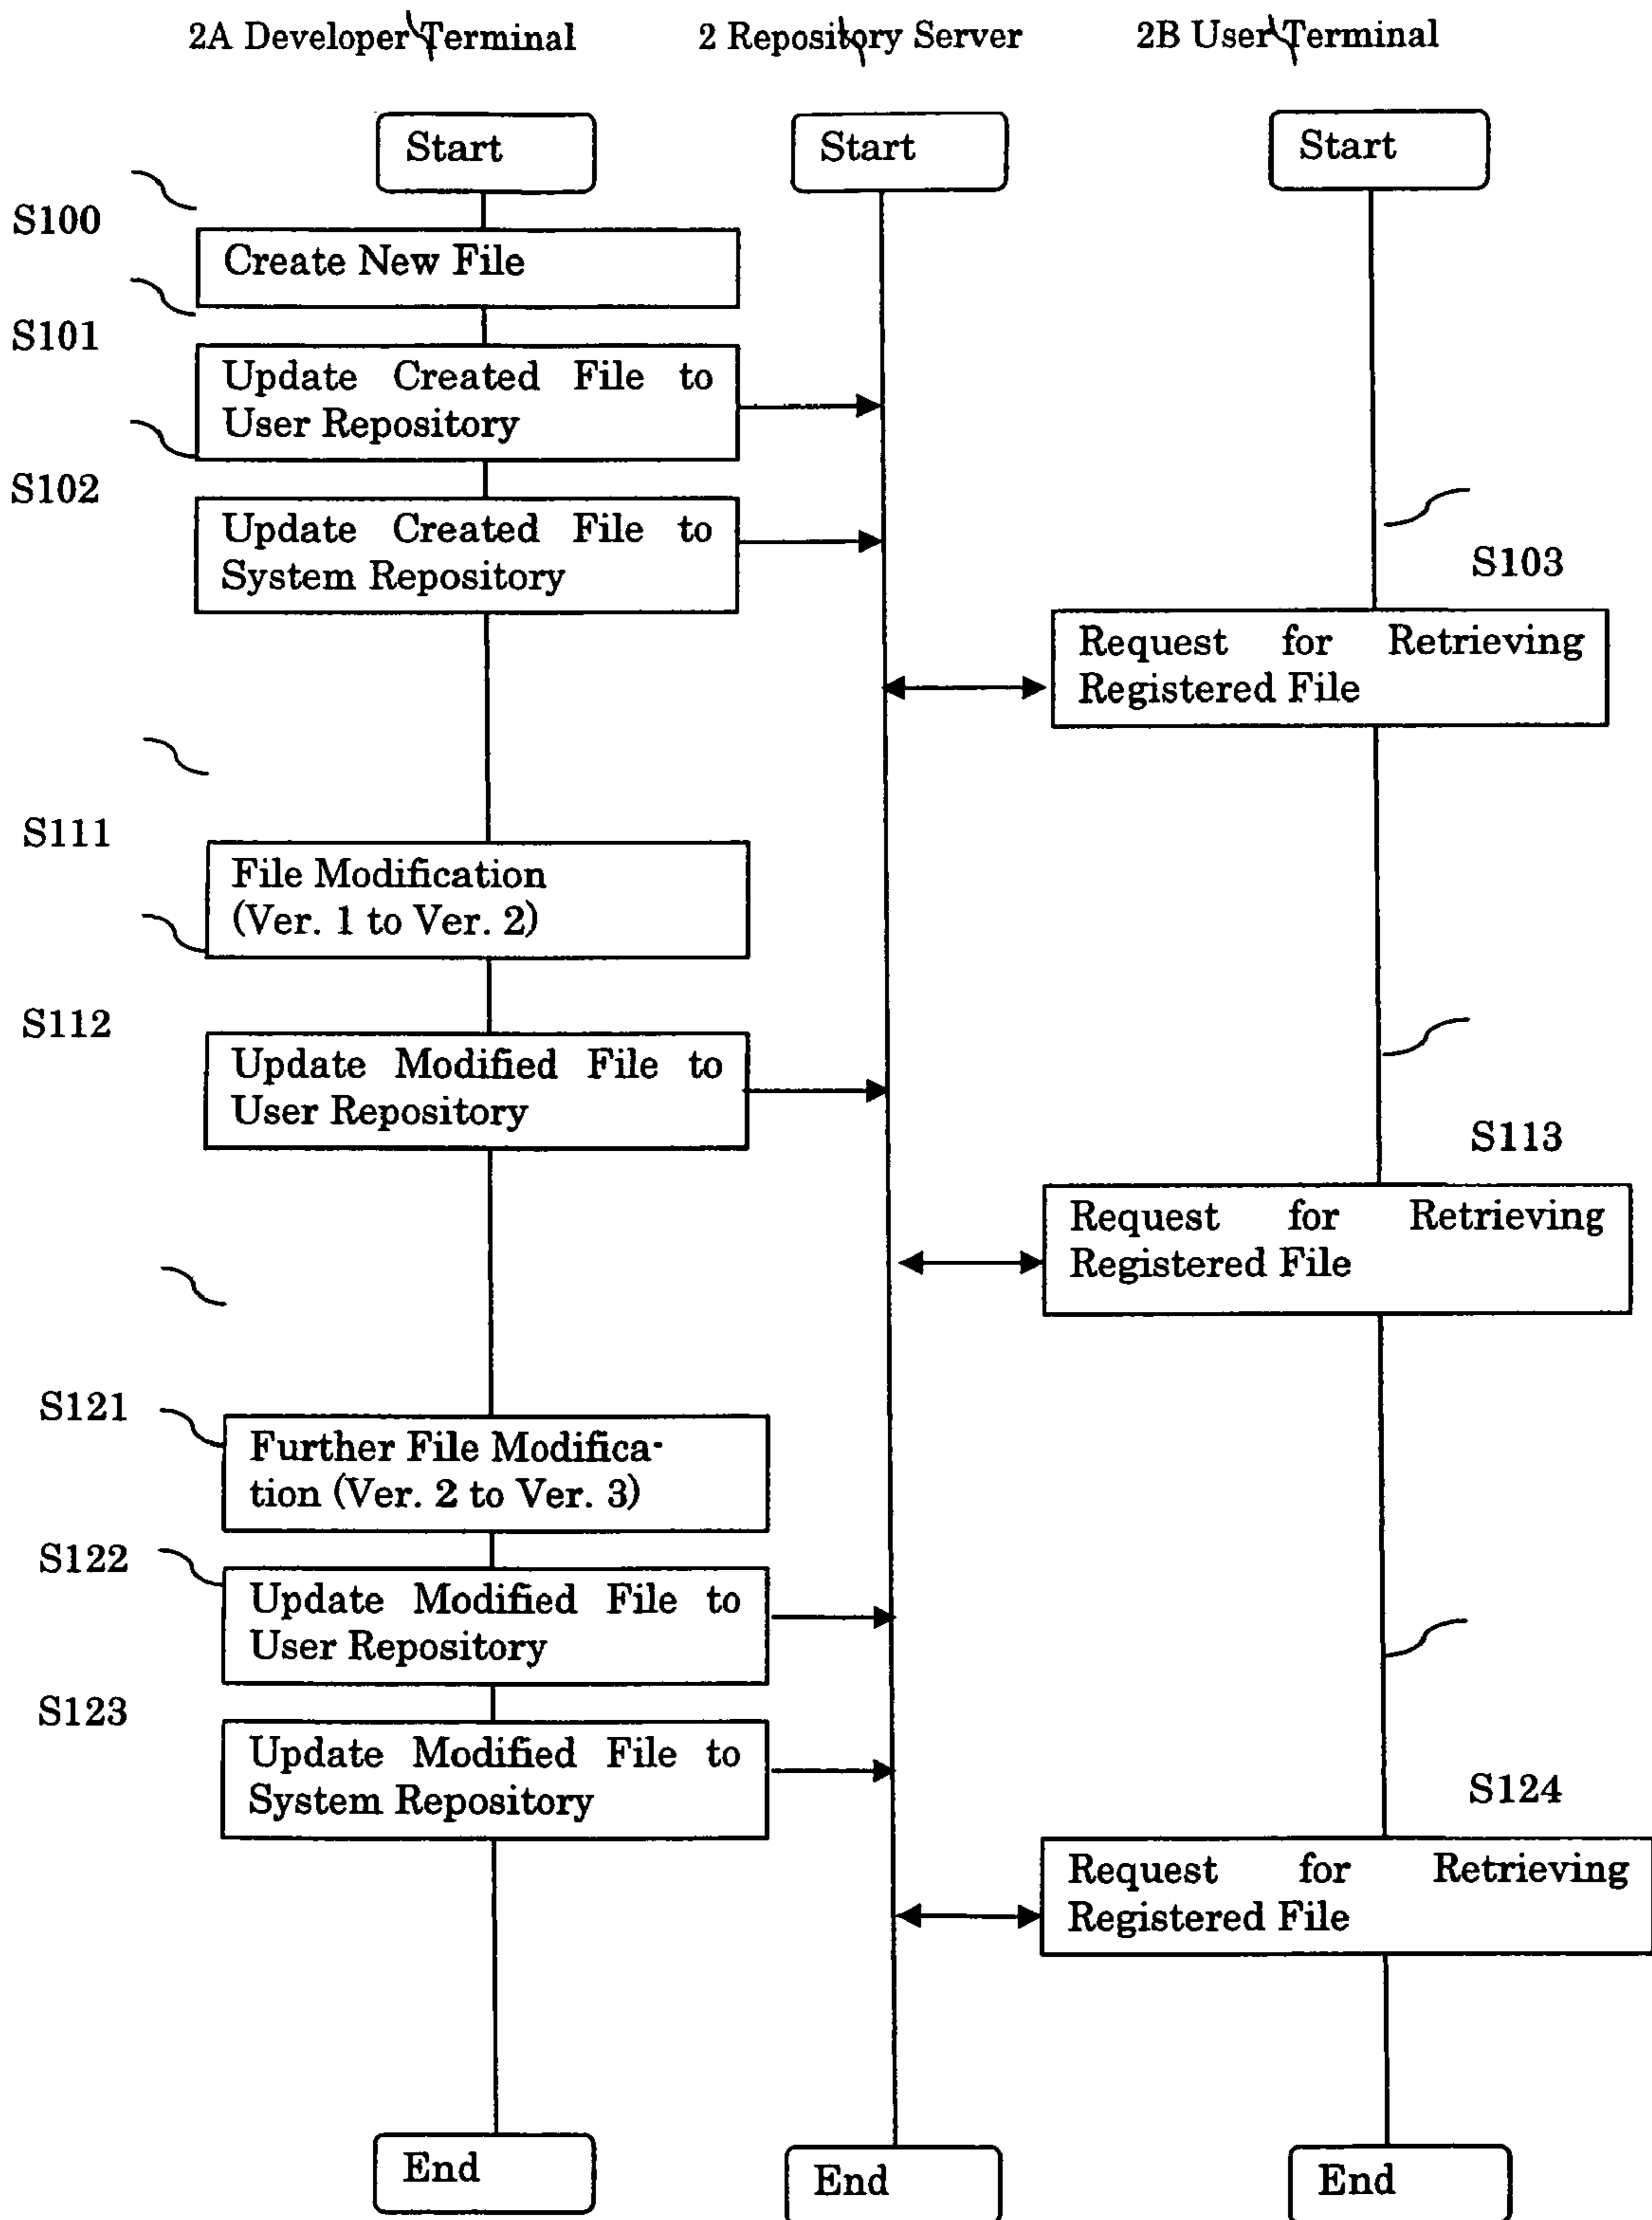 2A Developer Terminal
2 Repository Server
2B User Terminal
Start
Start
Start
S100
Create New File
S101
Update Created File to
User Repository
S102
Update Created File to
System Repository
S103
Request for Retrieving
Registered File
S111
File Modification
(Ver. 1 to Ver. 2)
S112
Update Modified File to
User Repository
S113
Request for Retrieving
Registered File
S121
Further File Modifica-
tion (Ver. 2 to Ver. 3)
S122
Update Modified File to
User Repository
S123
Update Modified File to
System Repository
S124
Request for Retrieving
Registered File
End
End
End